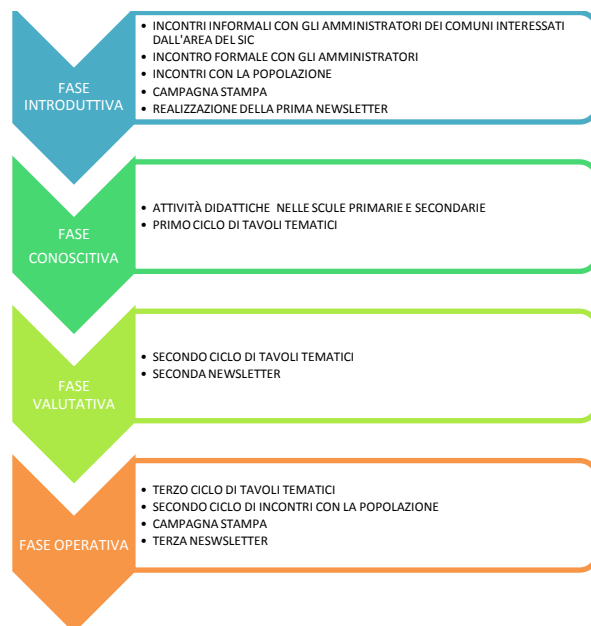 FASE
INTRODUTTIVA
• INCONTRI INFORMALI CON GLI AMMINISTRATORI DEI COMUNI INTERESSATI
DALL'AREA DEL SIC
• INCONTRO FORMALE CON GLI AMMINISTRATORI
• INCONTRI CON LA POPOLAZIONE
• CAMPAGNA STAMPA
• REALIZZAZIONE DELLA PRIMA NEWSLETTER
FASE
CONOSCITIVA
• ATTIVITÀ DIDATTICHE NELLE SCULE PRIMARIE E SECONDARIE
• PRIMO CICLO DI TAVOLI TEMATICI
FASE
VALUTATIVA
• SECONDO CICLO DI TAVOLI TEMATICI
• SECONDA NEWSLETTER
FASE OPERATIVA
• TERZO CICLO DI TAVOLI TEMATICI
• SECONDO CICLO DI INCONTRI CON LA POPOLAZIONE
• CAMPAGNA STAMPA
• TERZA NESWSLETTER